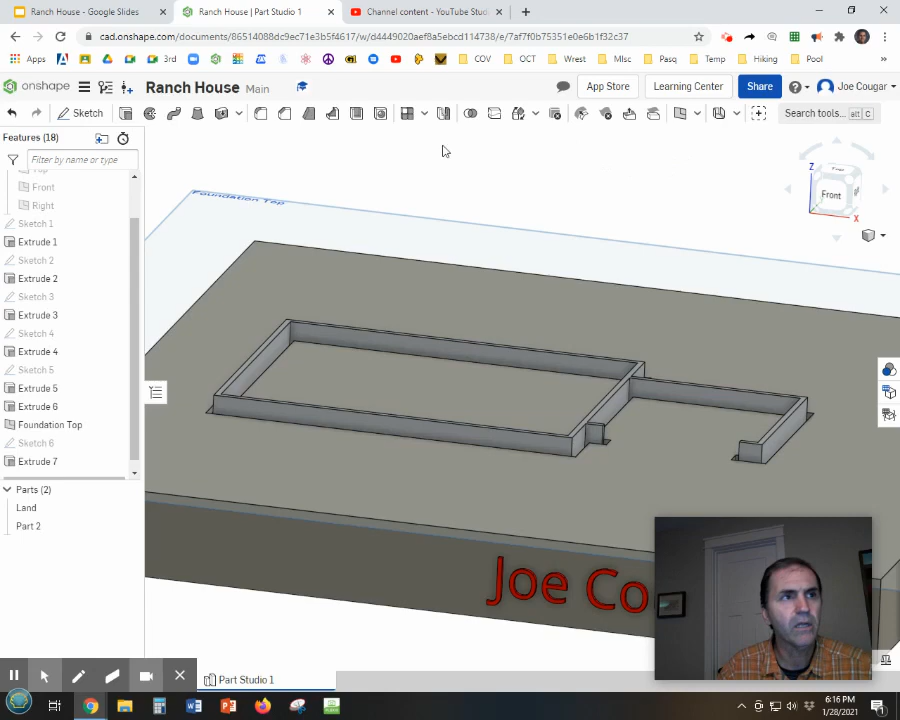 Ranch House - Google Slides
Ranch House | Part Studio 1
Channel content - YouTube Stud
cad.onshape.com/documents/86514088dc9ec71e3b5f4617/w/d4449020aef8a5ebcd114738/e/7af7f0b75351e0e6b1f32c37
Apps
3rd
COV
OCT
Wrest
MIsc
Pasq
Temp
Hiking
Pool
onshape
Ranch House Main
App Store
Learning Center
Share
Joe Cougar
Sketch
Search tools...
alt
C
Features (18)
Filter by name or type
Front
Right
Sketch 1
Extrude 1
Sketch 2
Extrude 2
Sketch 3
Extrude 3
Sketch 4
Extrude 4
Sketch 5
Extrude 5
Extrude 6
Foundation Top
Sketch 6
Extrude 7
Parts (2)
Land
Part 2
Foundation Top
Z
Top
Front
X
Joe Co
Part Studio 1
6:16 PM
1/28/2021